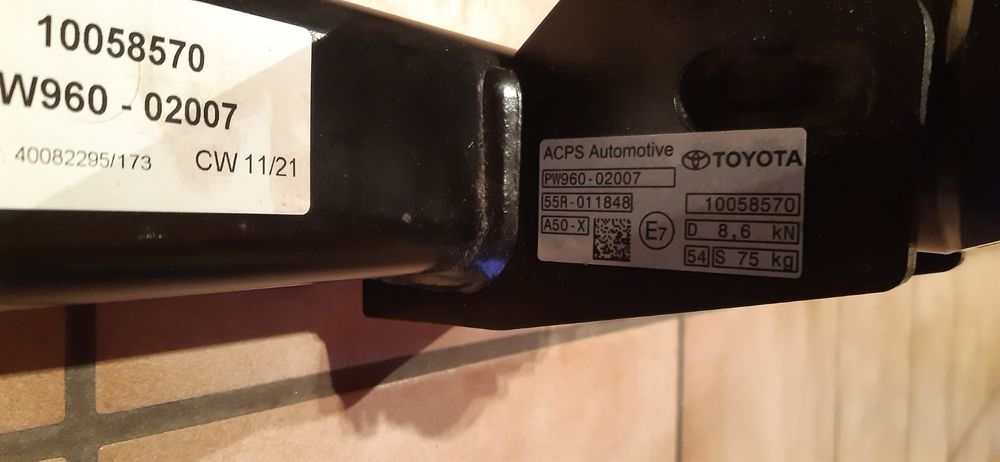 10058570
W960 - 02007
40082295/173 CW 11/21
ACPS Automotive
TOYOTA
PW960-02007
55R-011848
10058570
A50-X
E7
D 8,6 kN
54 S 75 kg